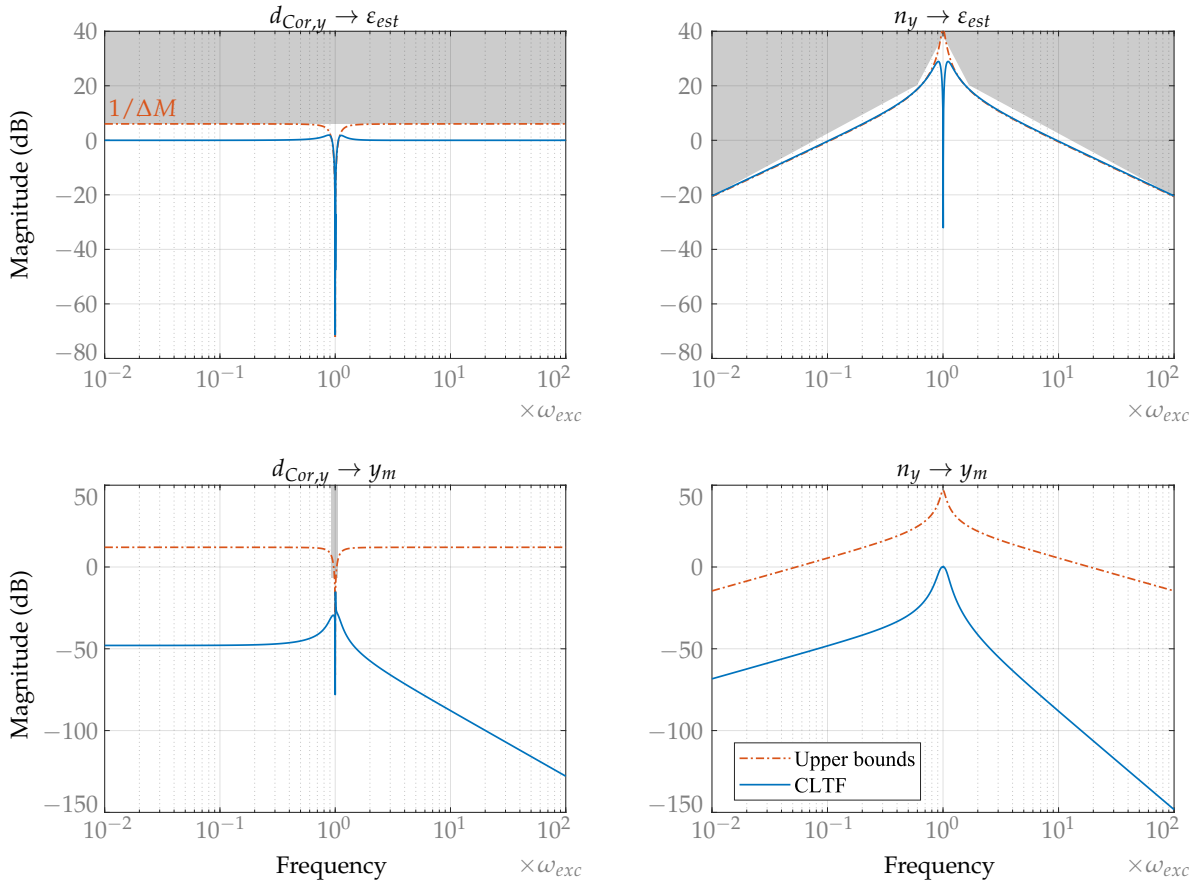 d_{Cor,y} → ε_{est}
40
20
0
−20
−40
−60
−80
Magnitude (dB)
1/ΔM
10^{−2} 10^{−1} 10^{0} 10^{1} 10^{2}
×ω_{exc}
n_y → ε_{est}
40
20
0
−20
−40
−60
−80
Magnitude (dB)
10^{−2} 10^{−1} 10^{0} 10^{1} 10^{2}
×ω_{exc}
d_{Cor,y} → y_m
50
0
−50
−100
−150
Magnitude (dB)
10^{−2} 10^{−1} 10^{0} 10^{1} 10^{2}
Frequency
×ω_{exc}
n_y → y_m
50
0
−50
−100
−150
Magnitude (dB)
Upper bounds
CLTF
10^{−2} 10^{−1} 10^{0} 10^{1} 10^{2}
Frequency
×ω_{exc}